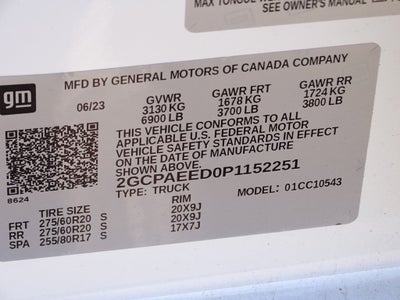 MAX TONGUE
SEE OWNER'S MANUAL
MFD BY GENERAL MOTORS OF CANADA COMPANY
gm
06/23 GVWR GAWR FRT GAWR RR
3130 KG 1678 KG 1724 KG
6900 LB 3700 LB 3800 LB
THIS VEHICLE CONFORMS TO ALL
APPLICABLE U.S. FEDERAL MOTOR
VEHICLE SAFETY STANDARDS IN EFFECT
ON THE DATE OF MANUFACTURE
SHOWN ABOVE.
2GCPAEED0P1152251
8624 TYPE: TRUCK MODEL: 01CC10543
TIRE SIZE RIM
FRT 275/60R20 S 20X9J
RR 275/60R20 S 20X9J
SPA 255/80R17 S 17X7J